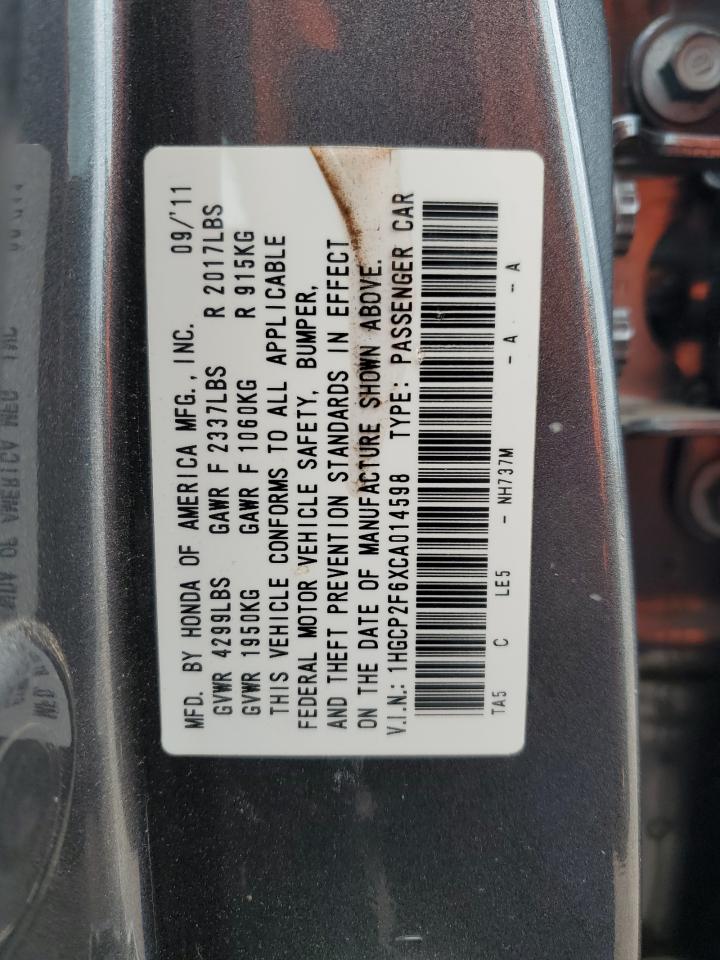 MFD. BY HONDA OF AMERICA MFG., INC. 09/'11
GVWR 4299LBS GAWR F 2337LBS R 2017LBS
GVWR 1950KG GAWR F 1060KG R 915KG
THIS VEHICLE CONFORMS TO ALL APPLICABLE
FEDERAL MOTOR VEHICLE SAFETY, BUMPER,
AND THEFT PREVENTION STANDARDS IN EFFECT
ON THE DATE OF MANUFACTURE SHOWN ABOVE.
V.I.N.: 1HGCP2F6XCA014598 TYPE: PASSENGER CAR
TA5 C LE5 - NH737M - A - A